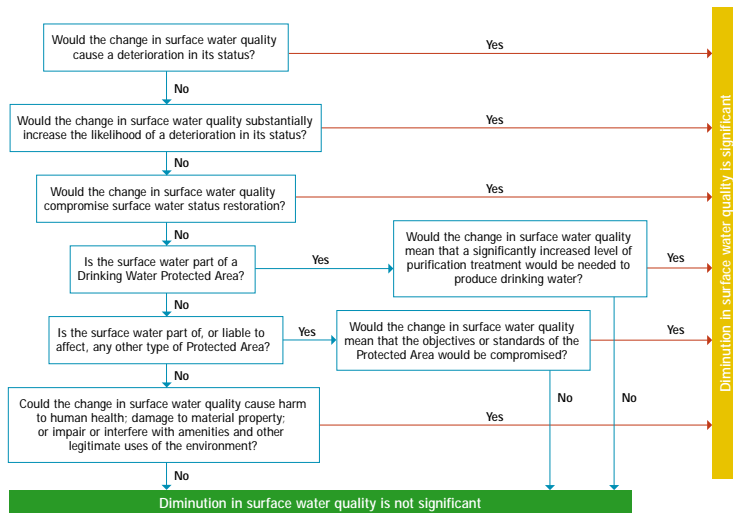 Would the change in surface water quality
cause a deterioration in its status?
Yes
No
Would the change in surface water quality substantially
increase the likelihood of a deterioration in its status?
Yes
No
Would the change in surface water quality
compromise surface water status restoration?
Yes
No
Is the surface water part of a
Drinking Water Protected Area?
Yes
Would the change in surface water quality
mean that a significantly increased level of
purification treatment would be needed to
produce drinking water?
Yes
No
Is the surface water part of, or liable to
affect, any other type of Protected Area?
Yes
Would the change in surface water quality
mean that the objectives or standards of the
Protected Area would be compromised?
Yes
No
No
No
Could the change in surface water quality cause harm
to human health; damage to material property;
or impair or interfere with amenities and other
legitimate uses of the environment?
Yes
No
Diminution in surface water quality is not significant
Diminution in surface water quality is significant